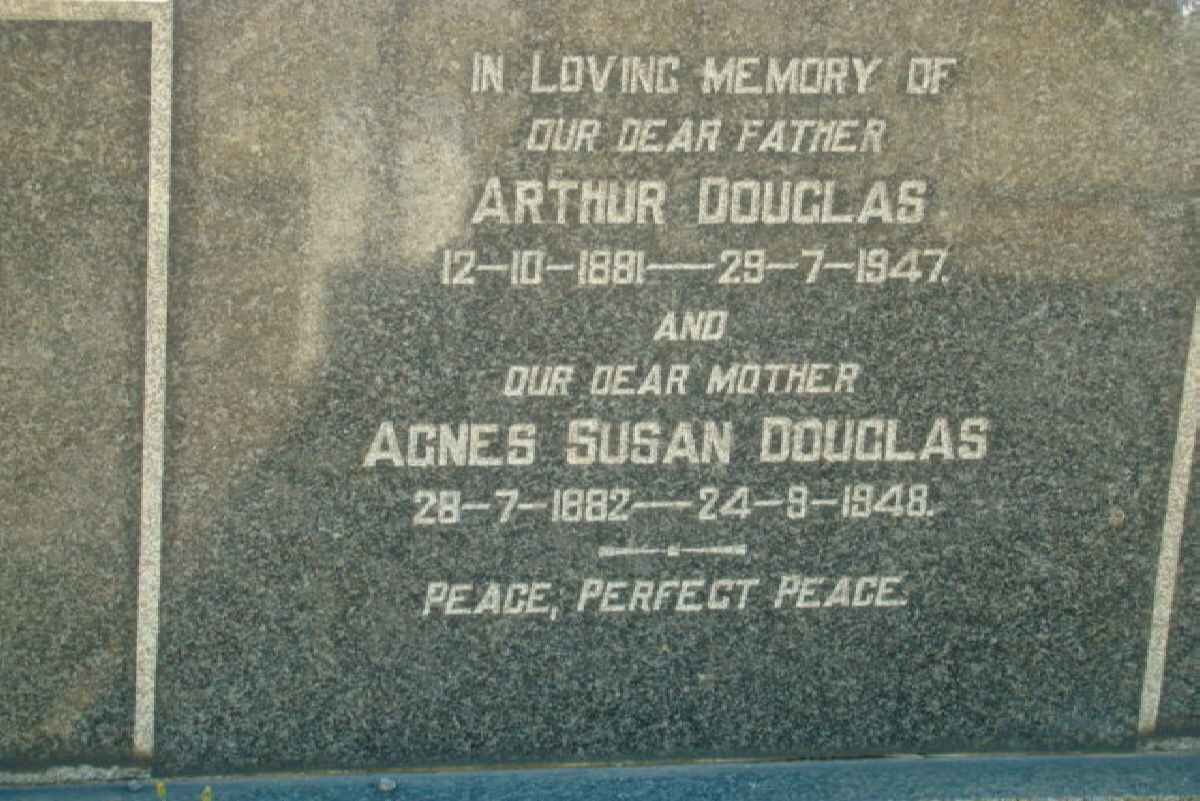 IN LOVING MEMORY OF
OUR DEAR FATHER
ARTHUR DOUGLAS
12-10-1881—29-7-1947.
AND
OUR DEAR MOTHER
AGNES SUSAN DOUGLAS
28-7-1882—24-9-1948.
PEACE, PERFECT PEACE.